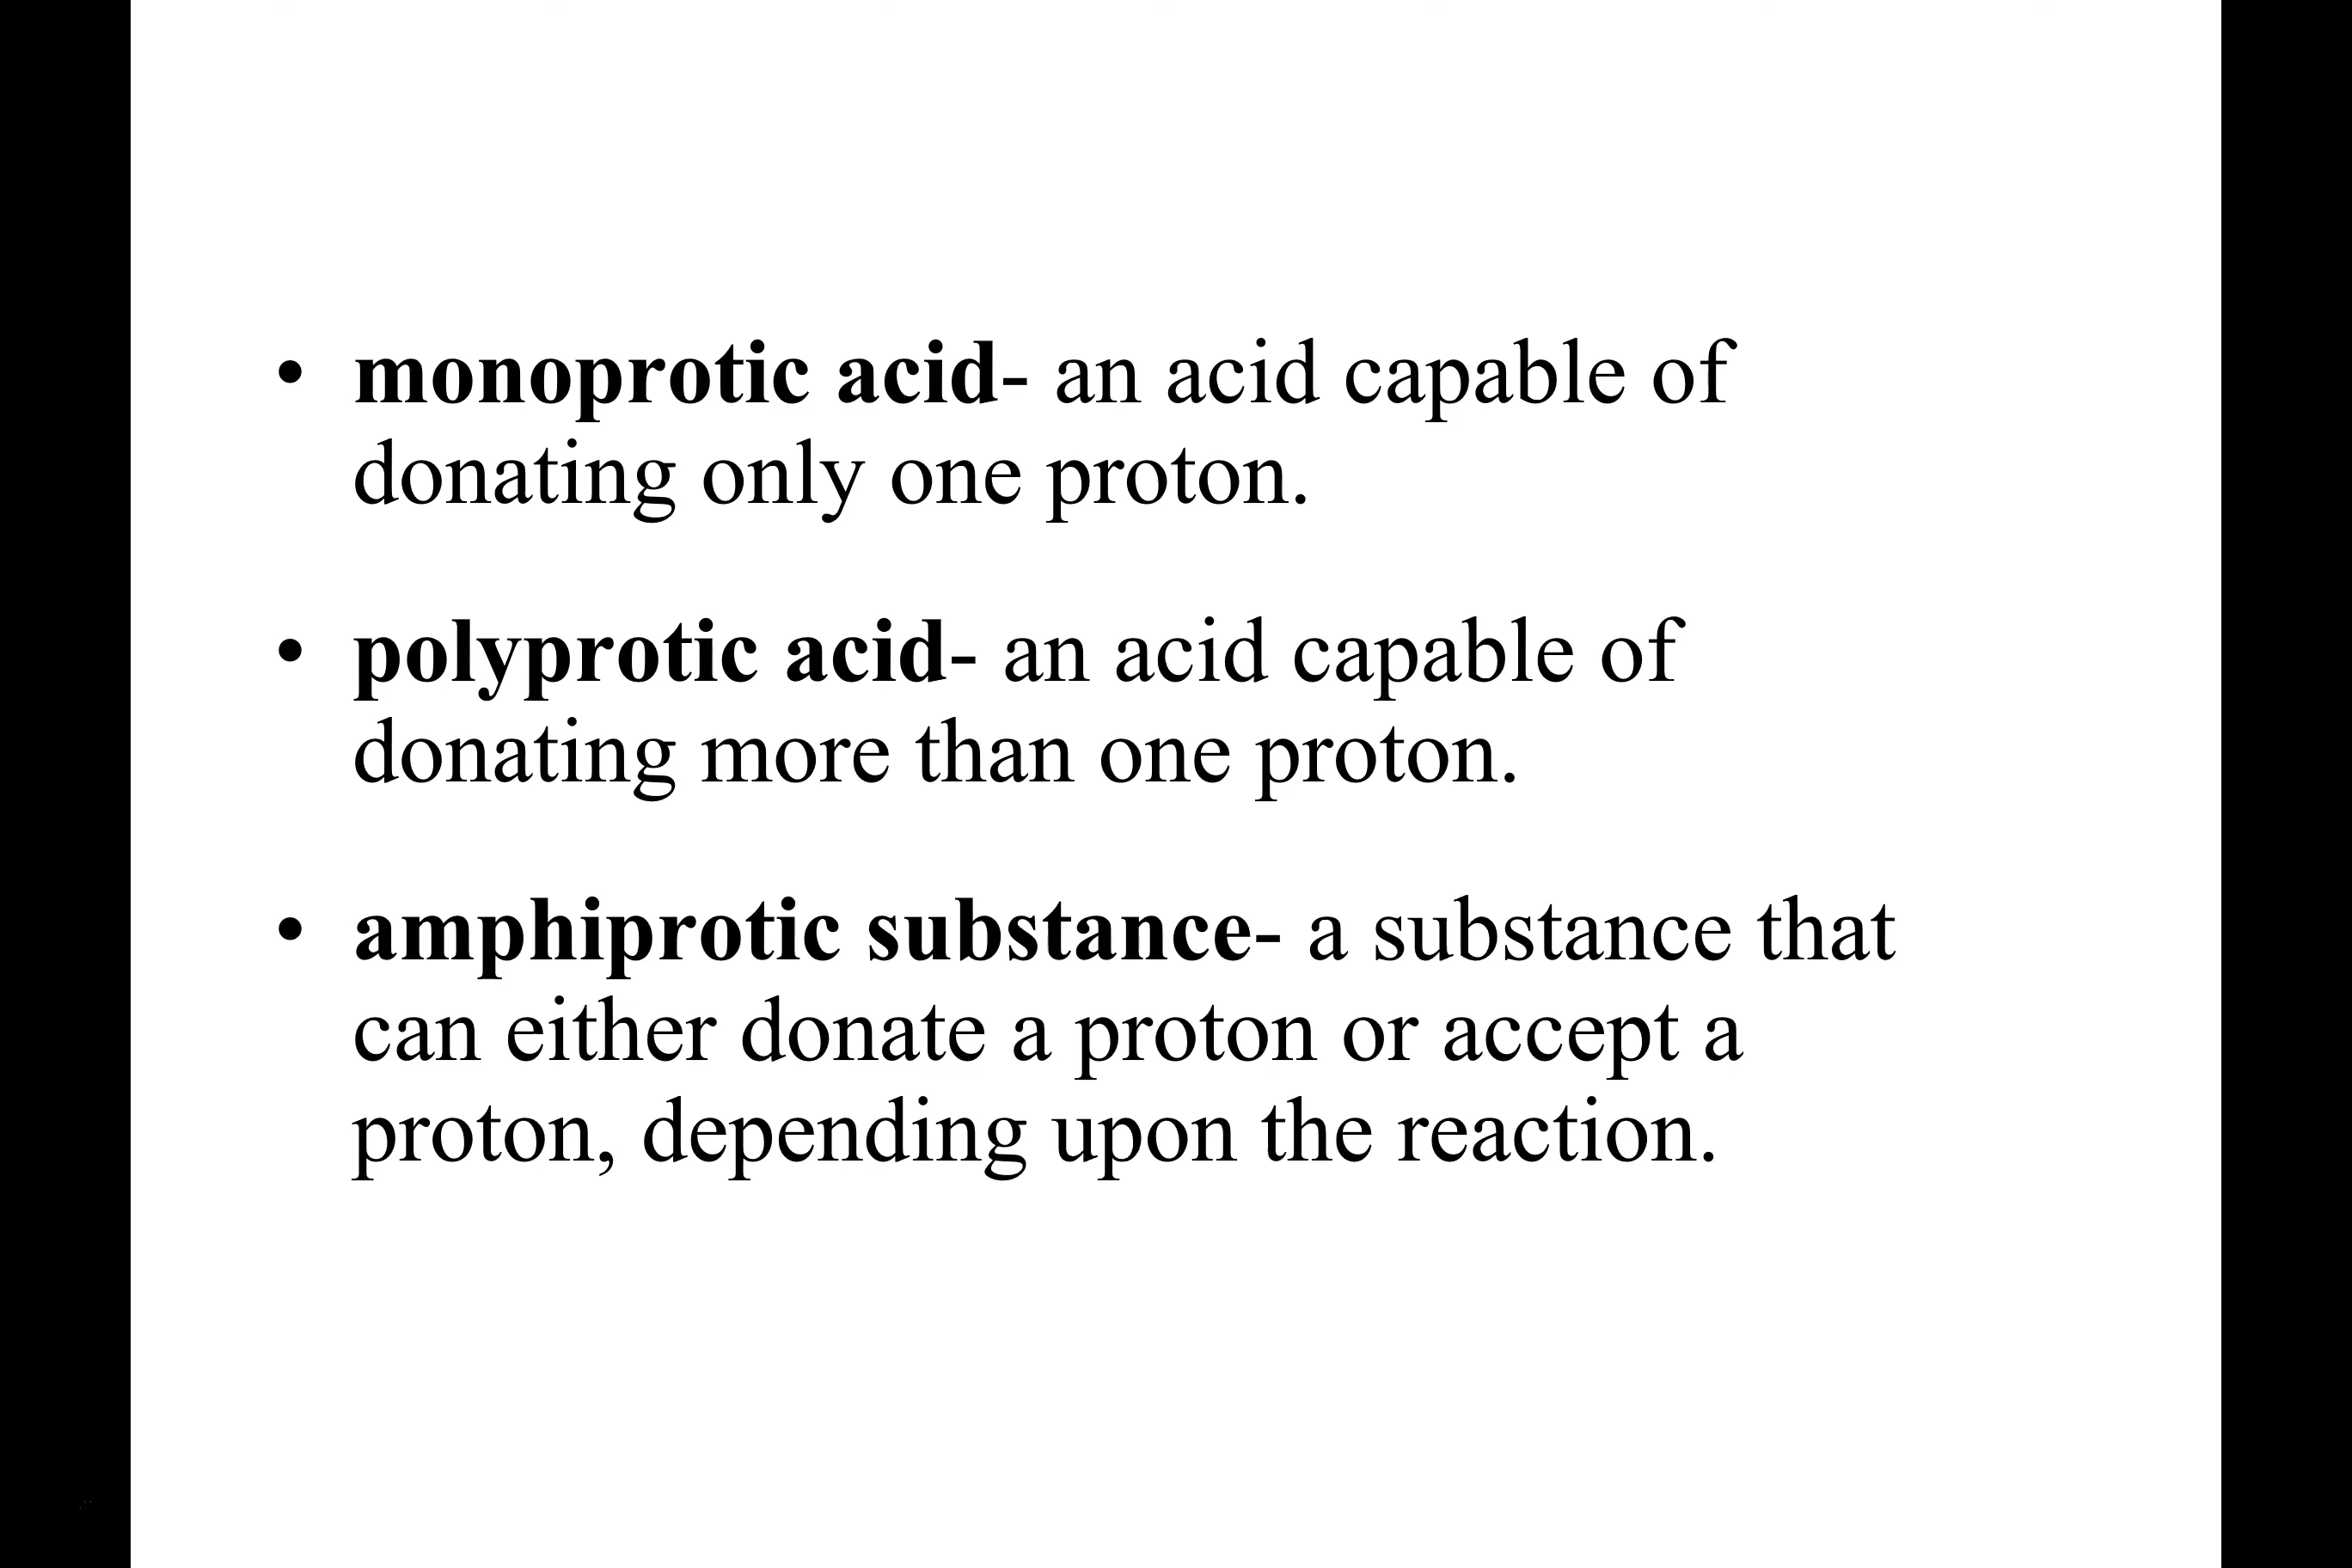 • monoprotic acid- an acid capable of
donating only one proton.
• polyprotic acid- an acid capable of
donating more than one proton.
• amphiprotic substance- a substance that
can either donate a proton or accept a
proton, depending upon the reaction.